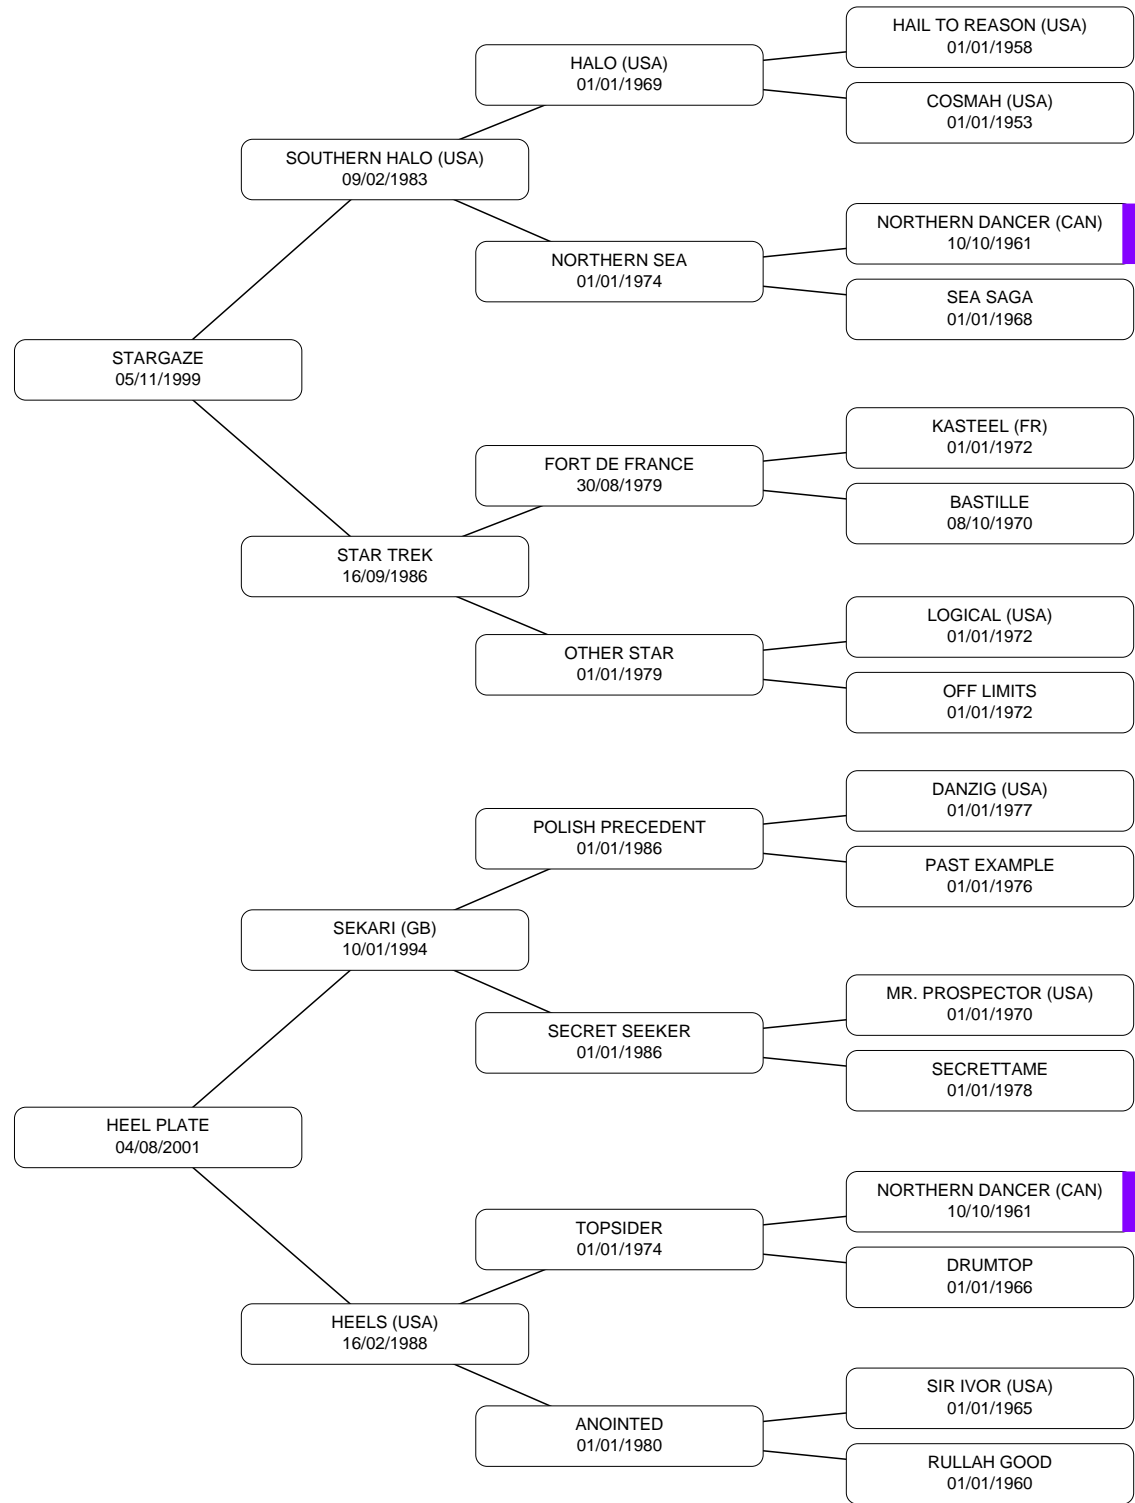 HAIL TO REASON (USA)
01/01/1958
HALO (USA)
01/01/1969
COSMAH (USA)
01/01/1953
SOUTHERN HALO (USA)
09/02/1983
NORTHERN DANCER (CAN)
10/10/1961
NORTHERN SEA
01/01/1974
SEA SAGA
01/01/1968
STARGAZE
05/11/1999
KASTEEL (FR)
01/01/1972
FORT DE FRANCE
30/08/1979
BASTILLE
08/10/1970
STAR TREK
16/09/1986
LOGICAL (USA)
01/01/1972
OTHER STAR
01/01/1979
OFF LIMITS
01/01/1972
DANZIG (USA)
01/01/1977
POLISH PRECEDENT
01/01/1986
PAST EXAMPLE
01/01/1976
SEKARI (GB)
10/01/1994
MR. PROSPECTOR (USA)
01/01/1970
SECRET SEEKER
01/01/1986
SECRETTAME
01/01/1978
HEEL PLATE
04/08/2001
NORTHERN DANCER (CAN)
10/10/1961
TOPSIDER
01/01/1974
DRUMTOP
01/01/1966
HEELS (USA)
16/02/1988
SIR IVOR (USA)
01/01/1965
ANOINTED
01/01/1980
RULLAH GOOD
01/01/1960